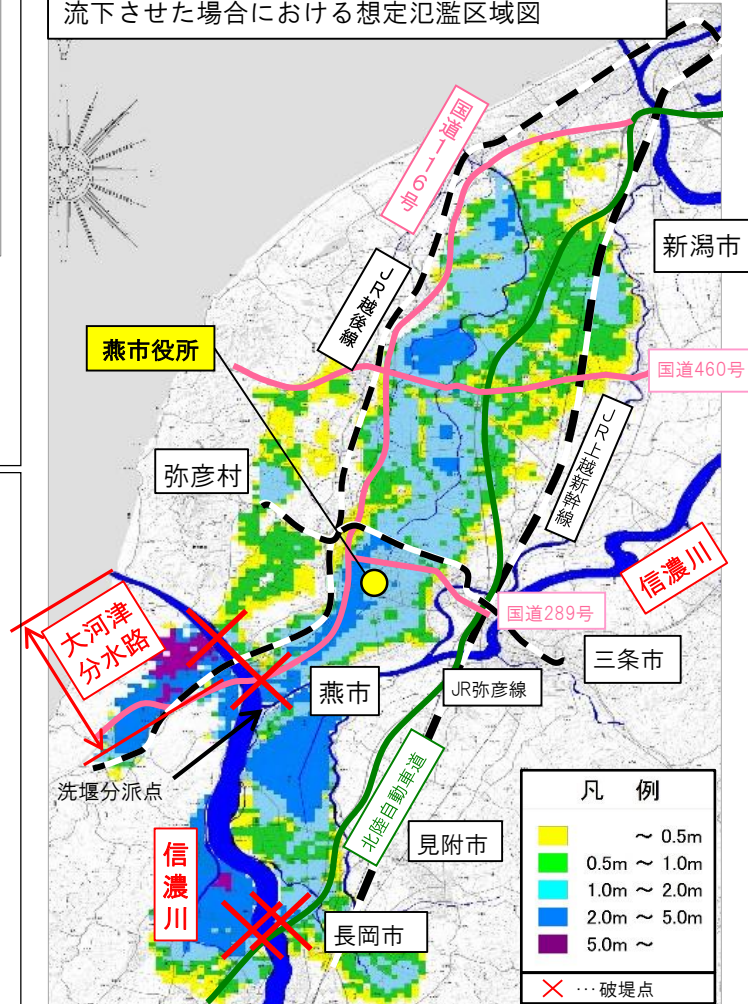 流下させた場合における想定氾濫区域図
国道116号
新潟市
JR越後線
燕市役所
国道460号
JR上越新幹線
弥彦村
信濃川
大河津
分水路
国道289号
三条市
燕市
JR弥彦線
洗堰分派点
北陸自動車道
見附市
信濃川
長岡市
凡 例
～ 0.5m
0.5m ～ 1.0m
1.0m ～ 2.0m
2.0m ～ 5.0m
5.0m ～
…破堤点